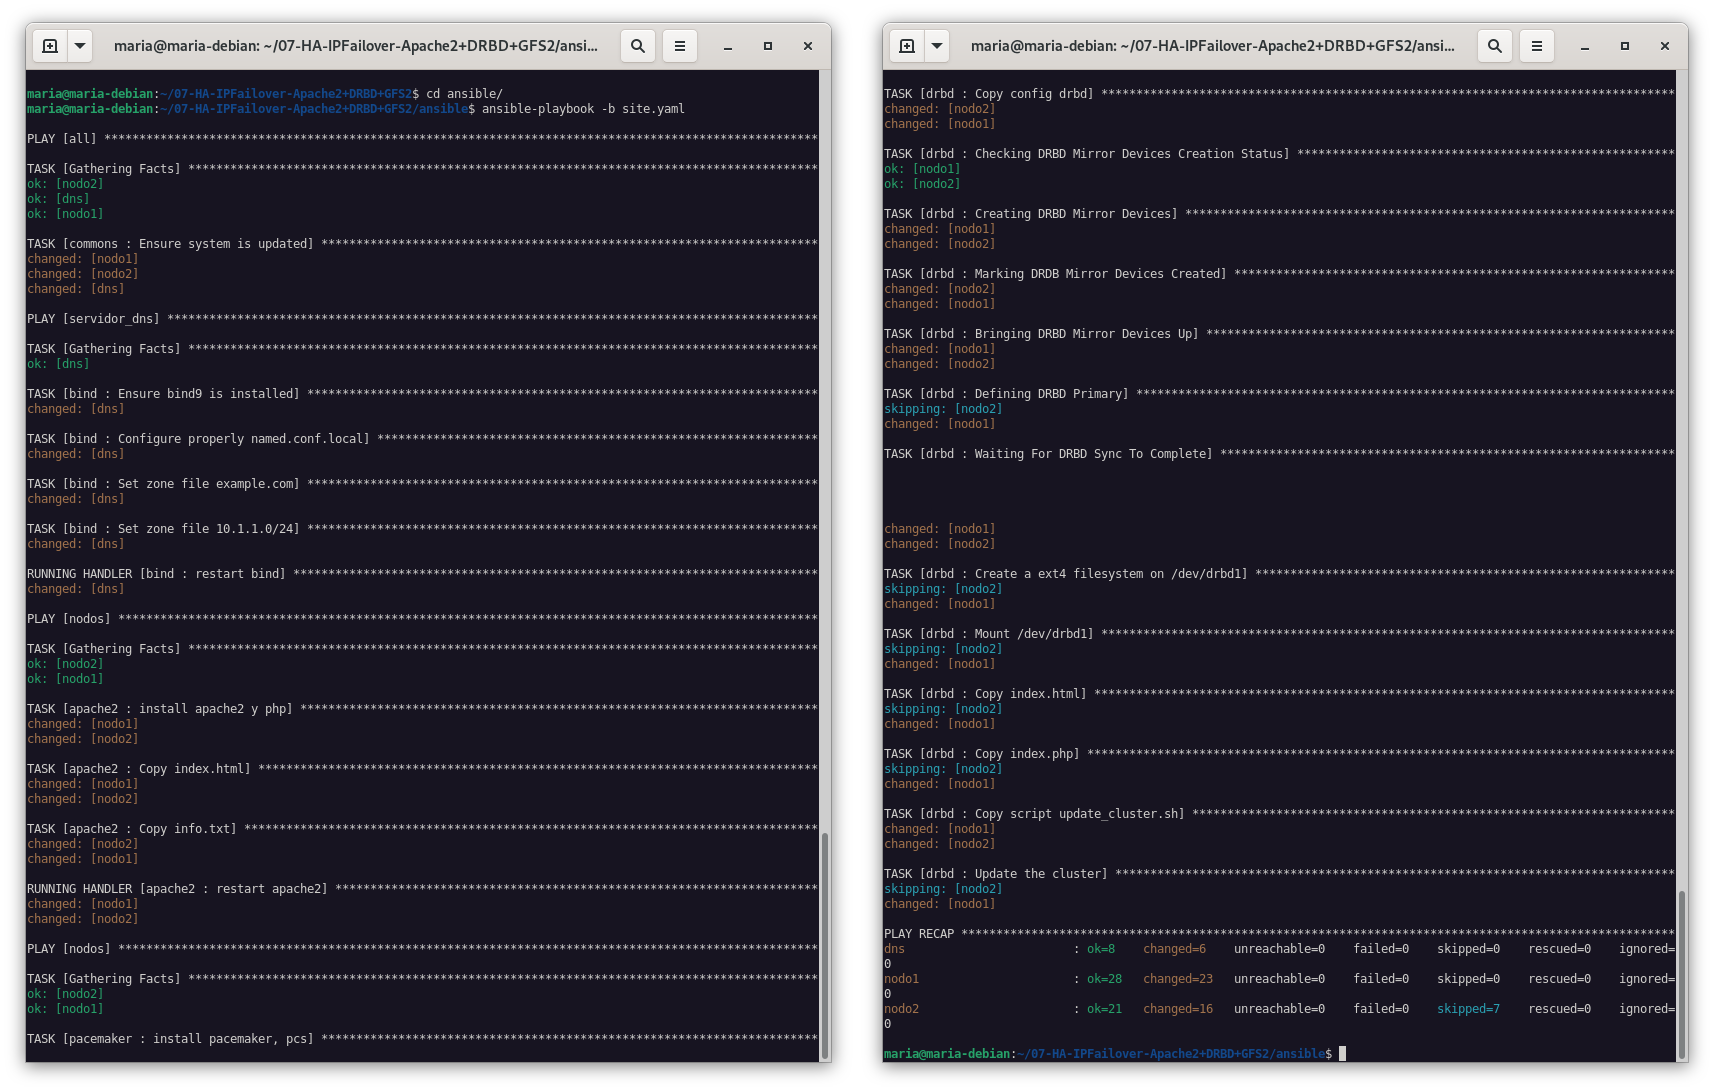 maria@maria-debian: ~/07-HA-IPFailover-Apache2+DRBD+GFS2/ansi...
maria@maria-debian:~/07-HA-IPFailover-Apache2+DRBD+GFS2$ cd ansible/
maria@maria-debian:~/07-HA-IPFailover-Apache2+DRBD+GFS2/ansible$ ansible-playbook -b site.yaml
PLAY [all] ******************************************************************************************************
TASK [Gathering Facts] ******************************************************************************************
ok: [nodo2]
ok: [dns]
ok: [nodo1]
TASK [commons : Ensure system is updated] ***********************************************************************
changed: [nodo1]
changed: [nodo2]
changed: [dns]
PLAY [servidor_dns] *********************************************************************************************
TASK [Gathering Facts] ******************************************************************************************
ok: [dns]
TASK [bind : Ensure bind9 is installed] *************************************************************************
changed: [dns]
TASK [bind : Configure properly named.conf.local] ***************************************************************
changed: [dns]
TASK [bind : Set zone file example.com] *************************************************************************
changed: [dns]
TASK [bind : Set zone file 10.1.1.0/24] *************************************************************************
changed: [dns]
RUNNING HANDLER [bind : restart bind] ***************************************************************************
changed: [dns]
PLAY [nodos] ****************************************************************************************************
TASK [Gathering Facts] ******************************************************************************************
ok: [nodo2]
ok: [nodo1]
TASK [apache2 : install apache2 y php] **************************************************************************
changed: [nodo1]
changed: [nodo2]
TASK [apache2 : Copy index.html] ********************************************************************************
changed: [nodo1]
changed: [nodo2]
TASK [apache2 : Copy info.txt] **********************************************************************************
changed: [nodo2]
changed: [nodo1]
RUNNING HANDLER [apache2 : restart apache2] *********************************************************************
changed: [nodo1]
changed: [nodo2]
PLAY [nodos] ****************************************************************************************************
TASK [Gathering Facts] ******************************************************************************************
ok: [nodo2]
ok: [nodo1]
TASK [pacemaker : install pacemaker, pcs] ***********************************************************************
maria@maria-debian: ~/07-HA-IPFailover-Apache2+DRBD+GFS2/ansi...
TASK [drbd : Copy config drbd] **********************************************************************************
changed: [nodo2]
changed: [nodo1]
TASK [drbd : Checking DRBD Mirror Devices Creation Status] ******************************************************
ok: [nodo1]
ok: [nodo2]
TASK [drbd : Creating DRBD Mirror Devices] **********************************************************************
changed: [nodo1]
changed: [nodo2]
TASK [drbd : Marking DRDB Mirror Devices Created] ***************************************************************
changed: [nodo2]
changed: [nodo1]
TASK [drbd : Bringing DRBD Mirror Devices Up] *******************************************************************
changed: [nodo1]
changed: [nodo2]
TASK [drbd : Defining DRBD Primary] *****************************************************************************
skipping: [nodo2]
changed: [nodo1]
TASK [drbd : Waiting For DRBD Sync To Complete] *****************************************************************
changed: [nodo1]
changed: [nodo2]
TASK [drbd : Create a ext4 filesystem on /dev/drbd1] ************************************************************
skipping: [nodo2]
changed: [nodo1]
TASK [drbd : Mount /dev/drbd1] **********************************************************************************
skipping: [nodo2]
changed: [nodo1]
TASK [drbd : Copy index.html] ***********************************************************************************
skipping: [nodo2]
changed: [nodo1]
TASK [drbd : Copy index.php] ************************************************************************************
skipping: [nodo2]
changed: [nodo1]
TASK [drbd : Copy script update_cluster.sh] *********************************************************************
changed: [nodo1]
changed: [nodo2]
TASK [drbd : Update the cluster] ********************************************************************************
skipping: [nodo2]
changed: [nodo1]
PLAY RECAP ******************************************************************************************************
dns : ok=8 changed=6 unreachable=0 failed=0 skipped=0 rescued=0 ignored=
0
nodo1 : ok=28 changed=23 unreachable=0 failed=0 skipped=0 rescued=0 ignored=
0
nodo2 : ok=21 changed=16 unreachable=0 failed=0 skipped=7 rescued=0 ignored=
0
maria@maria-debian:~/07-HA-IPFailover-Apache2+DRBD+GFS2/ansible$